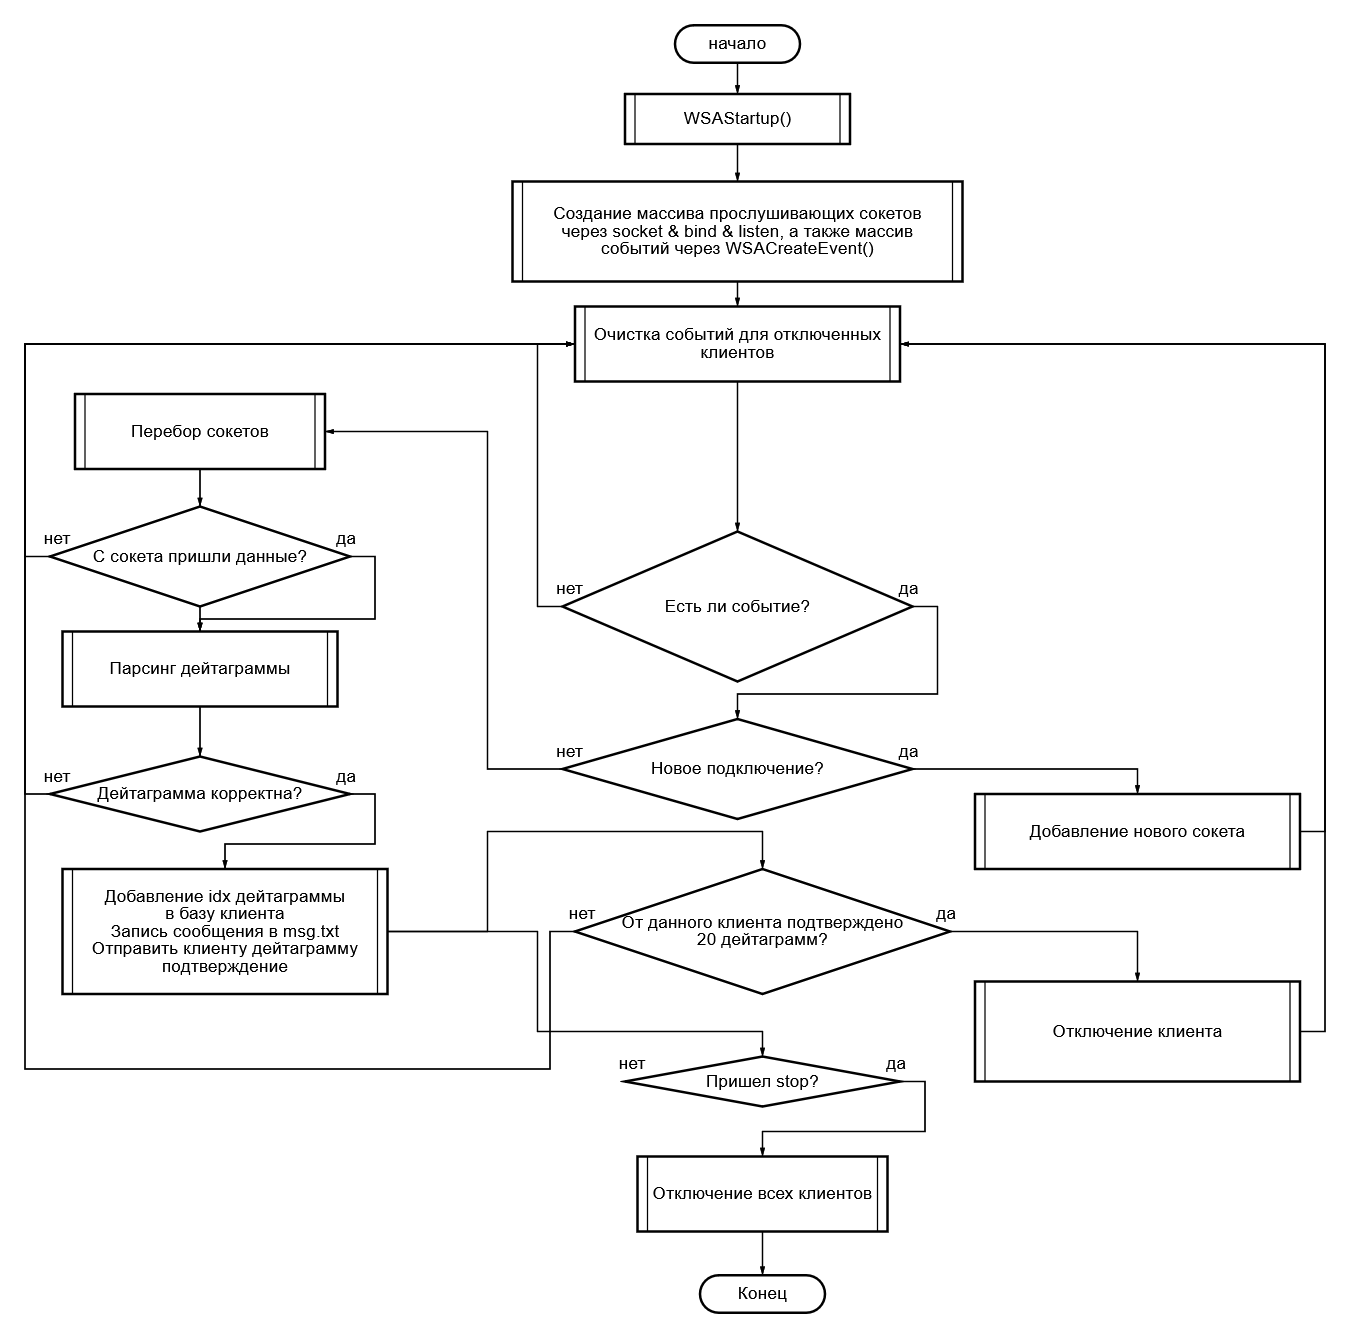 начало
WSAStartup()
Создание массива прослушивающих сокетов
через socket & bind & listen, а также массив
событий через WSACreateEvent()
Очистка событий для отключенных
клиентов
Перебор сокетов
нет
да
С сокета пришли данные?
нет
да
Есть ли событие?
Парсинг дейтаграммы
нет
да
Новое подключение?
нет
да
Дейтаграмма корректна?
Добавление нового сокета
Добавление idx дейтаграммы
в базу клиента
Запись сообщения в msg.txt
Отправить клиенту дейтаграмму
подтверждение
нет
да
От данного клиента подтверждено
20 дейтаграмм?
Отключение клиента
нет
да
Пришел stop?
Отключение всех клиентов
Конец